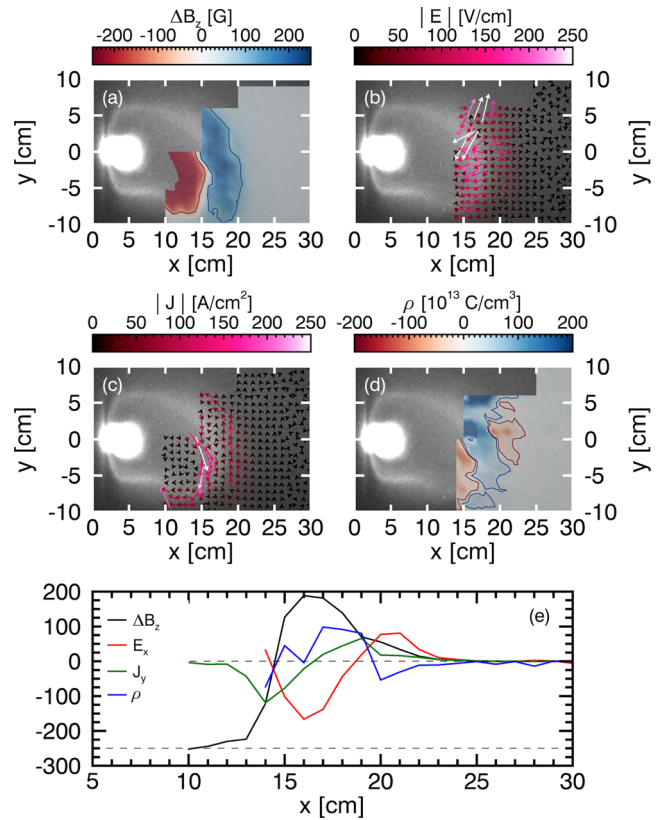 ΔB_z [G] | E | [V/cm]
-200 -100 0 100 200 0 50 100 150 200 250
10 (a) (b) 10
5 5
y [cm] 0 0 y [cm]
-5 -5
-10 -10
0 5 10 15 20 25 30 0 5 10 15 20 25 30
x [cm] x [cm]
| J | [A/cm²] ρ [10¹³ C/cm³]
0 50 100 150 200 250 -200 -100 0 100 200
10 (c) (d) 10
5 5
y [cm] 0 0 y [cm]
-5 -5
-10 -10
0 5 10 15 20 25 30 0 5 10 15 20 25 30
x [cm] x [cm]
200 (e)
ΔB_z
100
E_x
0
J_y
-100
ρ
-200
-300
5 10 15 20 25 30
x [cm]